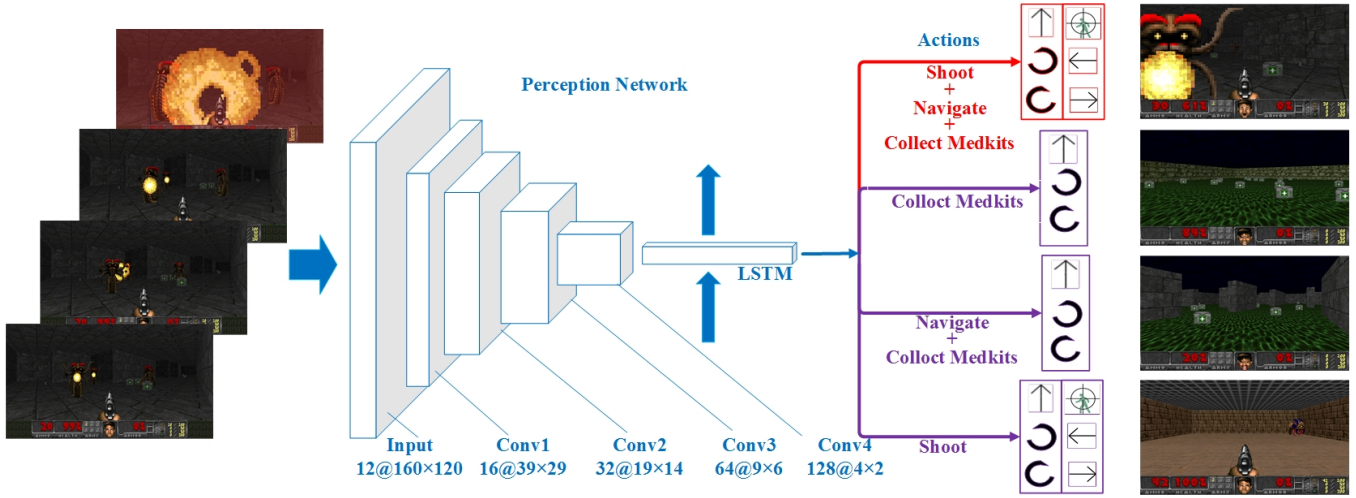 Perception Network
Actions
Shoot
+
Navigate
+
Collect Medkits
Colloct Medkits
LSTM
Navigate
+
Colloct Medkits
Shoot
Input
12@160×120
Conv1
16@39×29
Conv2
32@19×14
Conv3
64@9×6
Conv4
128@4×2